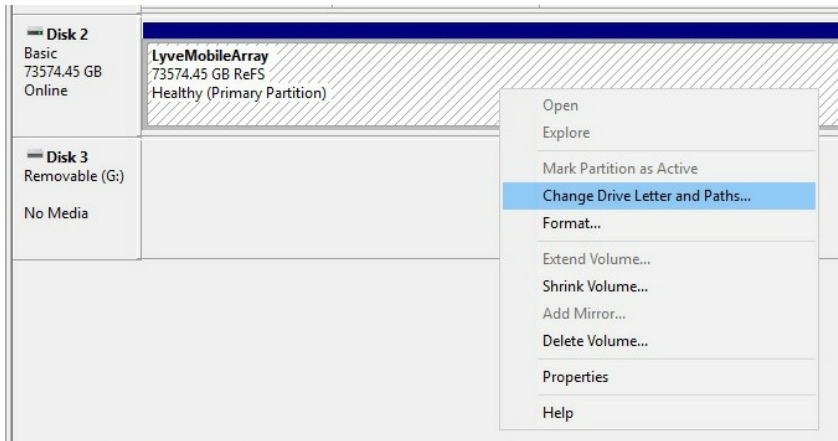 Disk 2
Basic
73574.45 GB
Online
LyveMobileArray
73574.45 GB ReFS
Healthy (Primary Partition)
Disk 3
Removable (G:)
No Media
Open
Explore
Mark Partition as Active
Change Drive Letter and Paths...
Format...
Extend Volume...
Shrink Volume...
Add Mirror...
Delete Volume...
Properties
Help